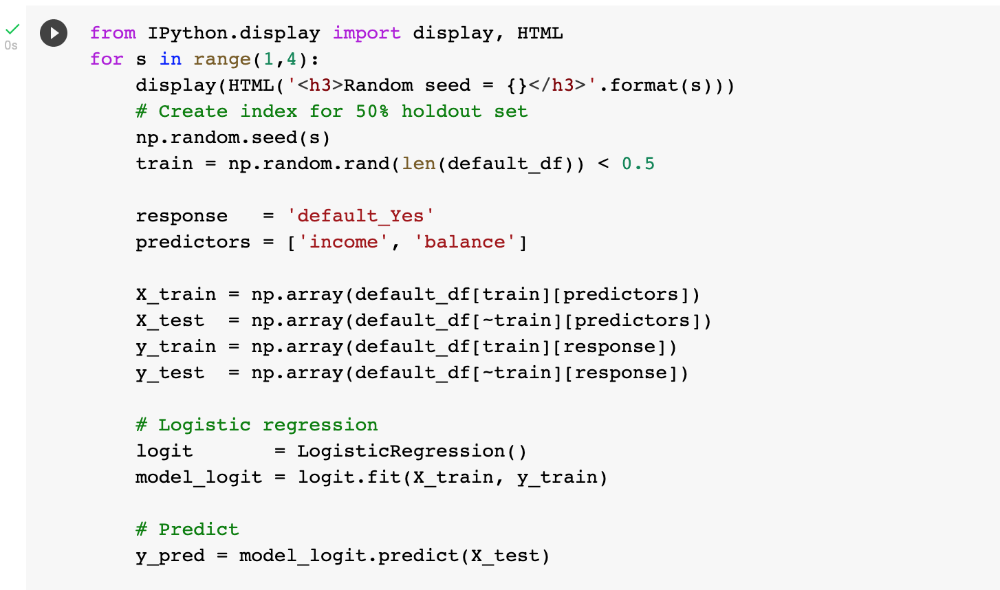 from IPython.display import display, HTML
0s
for s in range(1,4):
    display(HTML('<h3>Random seed = {}</h3>'.format(s)))
    # Create index for 50% holdout set
    np.random.seed(s)
    train = np.random.rand(len(default_df)) < 0.5

    response   = 'default_Yes'
    predictors = ['income', 'balance']

    X_train = np.array(default_df[train][predictors])
    X_test  = np.array(default_df[~train][predictors])
    y_train = np.array(default_df[train][response])
    y_test  = np.array(default_df[~train][response])

    # Logistic regression
    logit       = LogisticRegression()
    model_logit = logit.fit(X_train, y_train)

    # Predict
    y_pred = model_logit.predict(X_test)